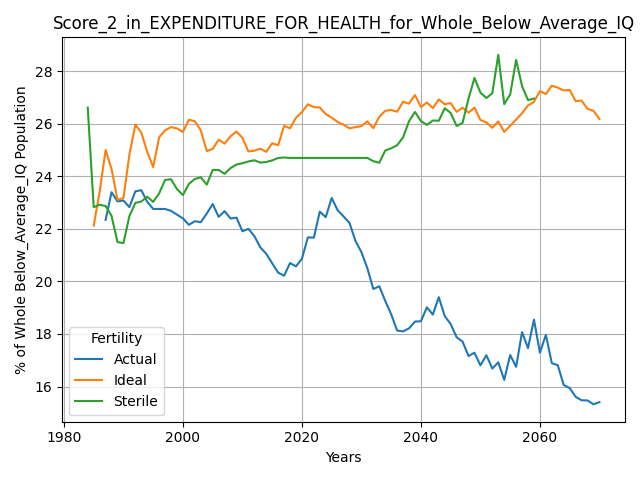 Score_2_in_EXPENDITURE_FOR_HEALTH_for_Whole_Below_Average_IQ
% of Whole Below_Average_IQ Population
28
26
24
22
20
18
16
Fertility
Actual
Ideal
Sterile
1980
2000
2020
2040
2060
Years